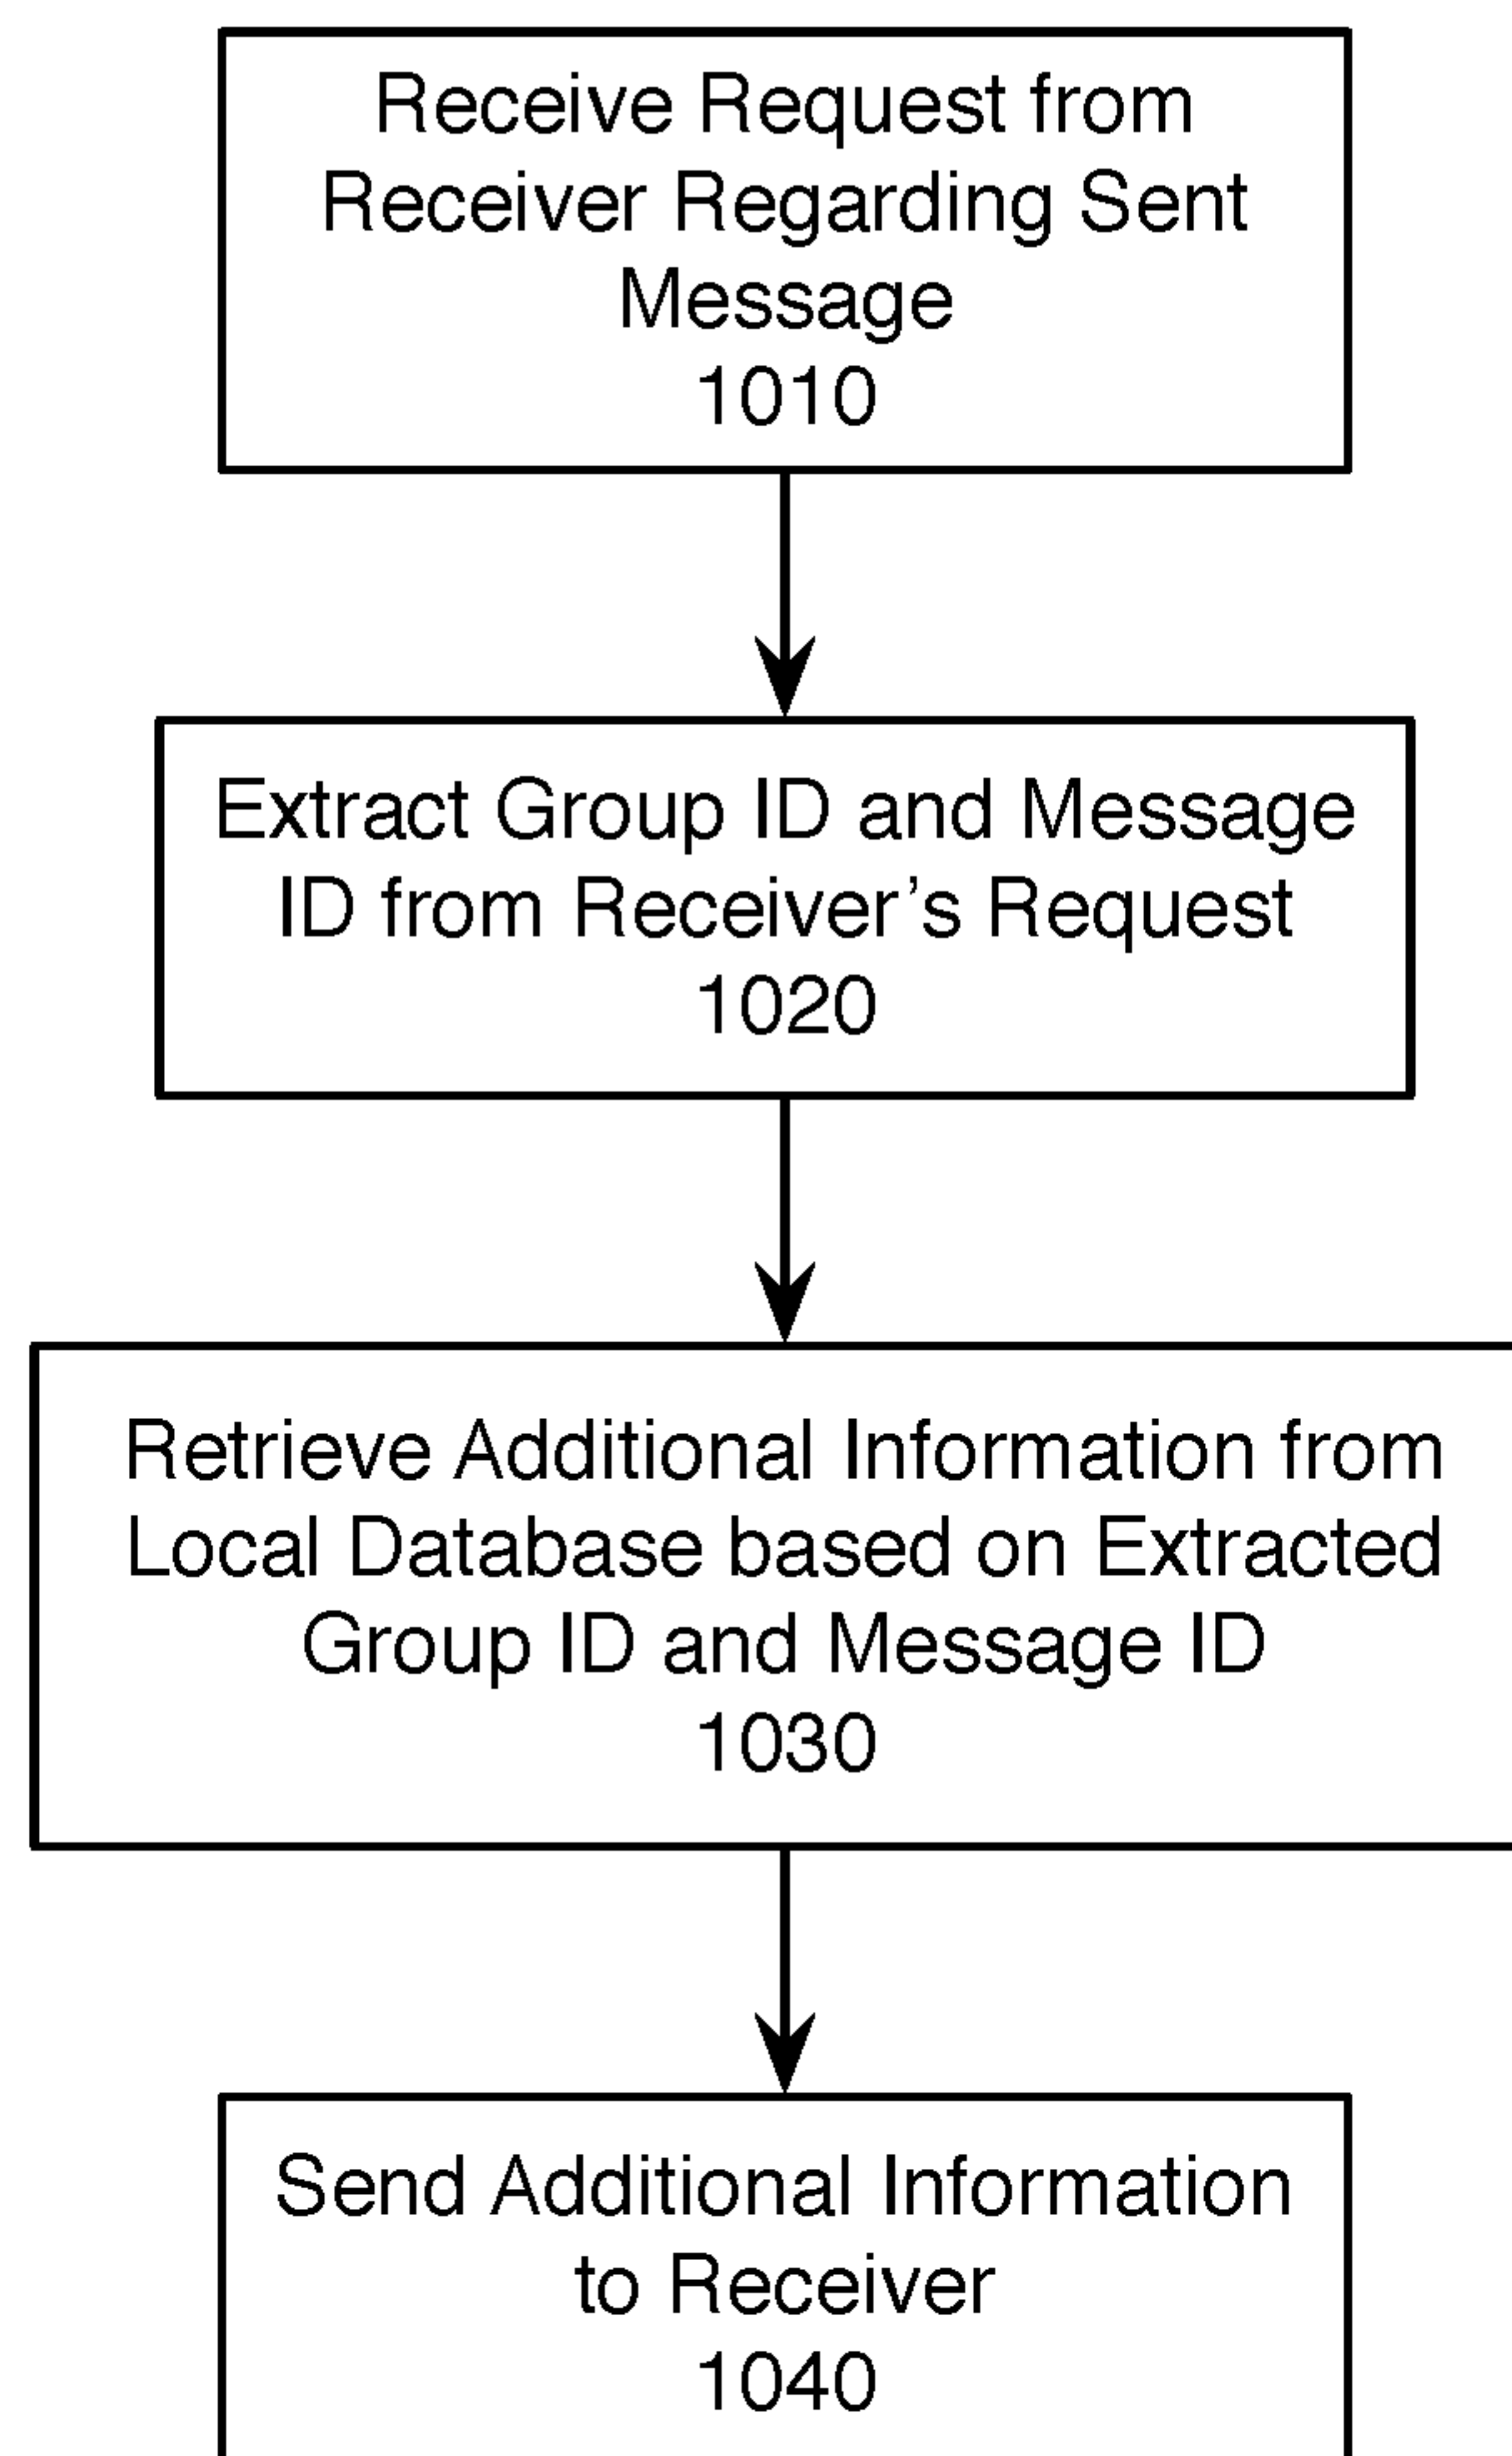 Receive Request from
Receiver Regarding Sent
Message
1010
Extract Group ID and Message
ID from Receiver's Request
1020
Retrieve Additional Information from
Local Database based on Extracted
Group ID and Message ID
1030
Send Additional Information
to Receiver
1040